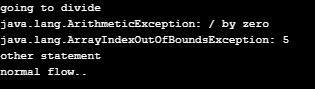 going to divide
java.lang.ArithmeticException: / by zero
java.lang.ArrayIndexOutOfBoundsException: 5
other statement
normal flow..